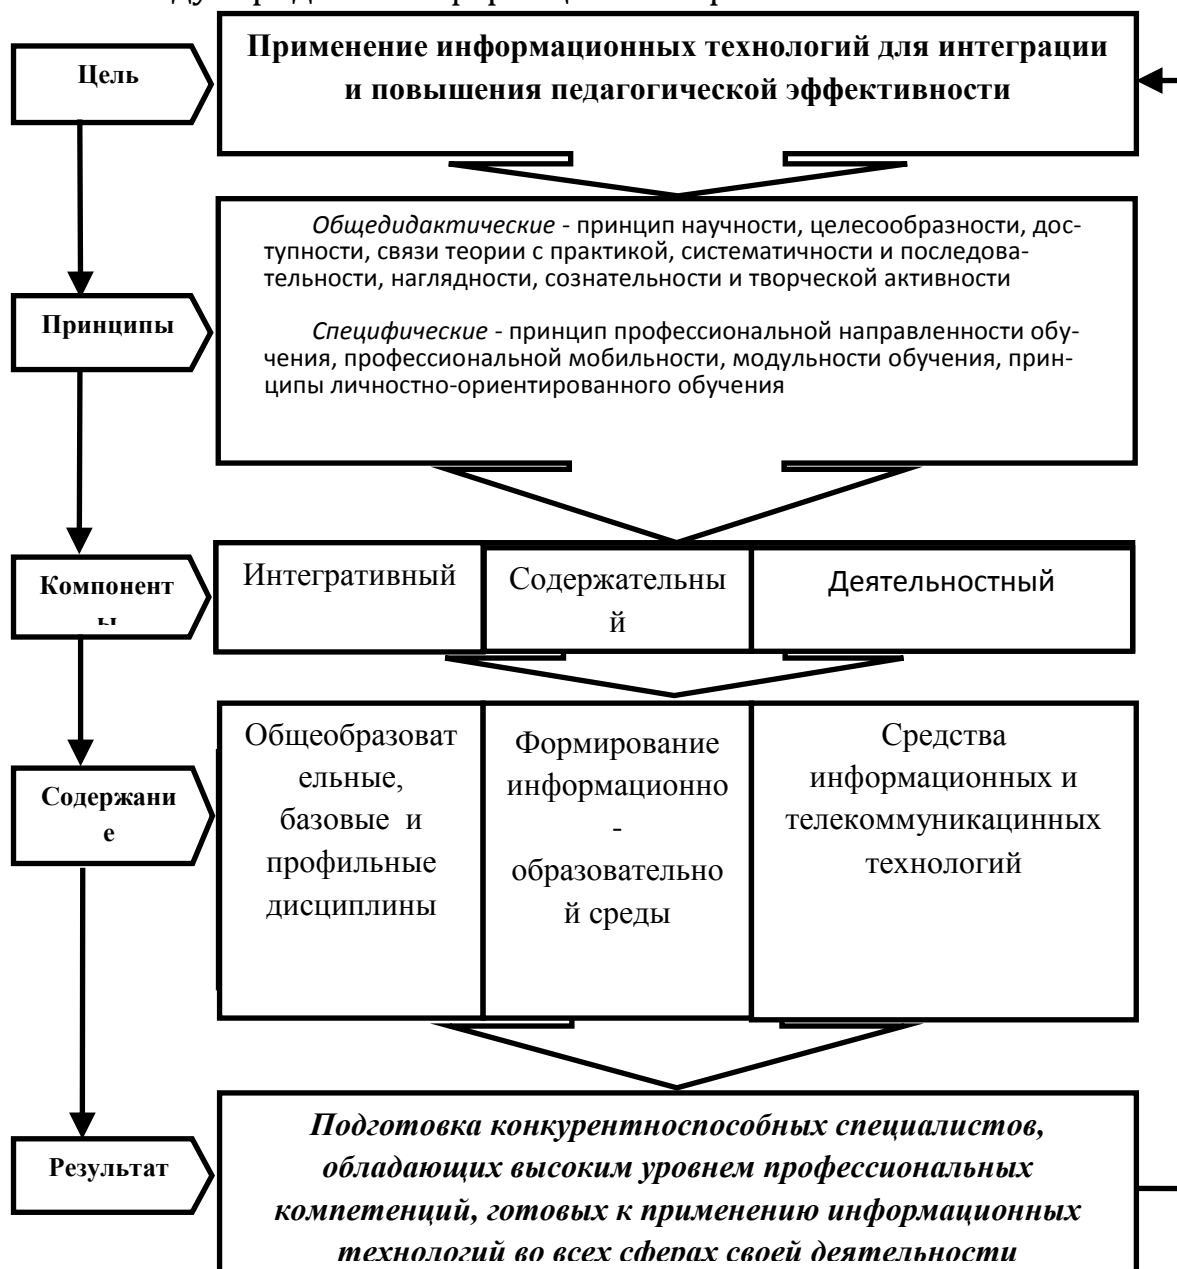 Цель
Применение информационных технологий для интеграции
и повышения педагогической эффективности
Принципы
Общедидактические - принцип научности, целесообразности, дос-
тупности, связи теории с практикой, систематичности и последова-
тельности, наглядности, сознательности и творческой активности
Специфические - принцип профессиональной направленности обу-
чения, профессиональной мобильности, модульности обучения, прин-
ципы личностно-ориентированного обучения
Компонент
ы
Интегративный
Содержательны
й
Деятельностный
Содержани
е
Общеобразоват
ельные,
базовые и
профильные
дисциплины
Формирование
информационно
-
образовательно
й среды
Средства
информационных и
телекоммуникацинных
технологий
Результат
Подготовка конкурентноспособных специалистов,
обладающих высоким уровнем профессиональных
компетенций, готовых к применению информационных
технологий во всех сферах своей деятельности